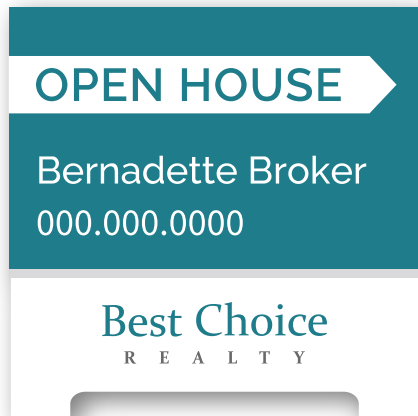 OPEN HOUSE
Bernadette Broker
000.000.0000
Best Choice
REALTY